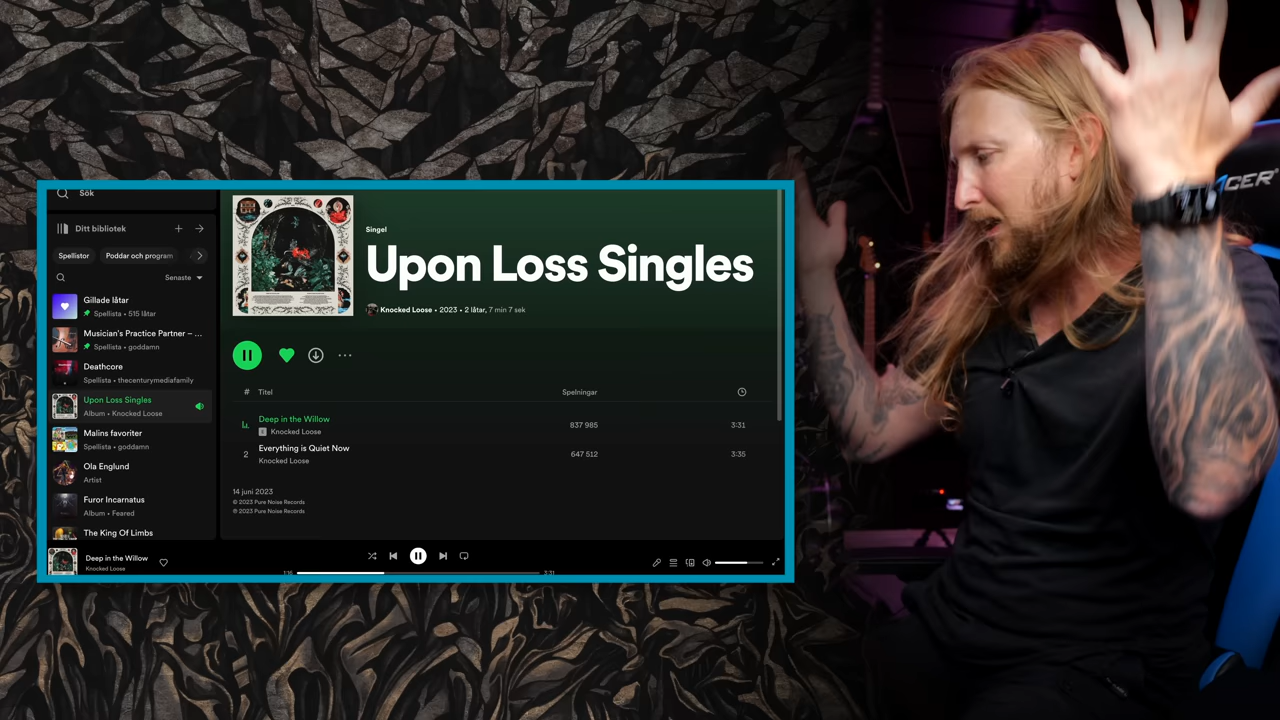 Sök
Ditt bibliotek
Spellistor
Poddar och program
Senaste
Gillade låtar
Spellista • 515 låtar
Musician's Practice Partner – ...
Spellista • goddamn
Deathcore
Spellista • thecenturymediafamily
Upon Loss Singles
Album • Knocked Loose
Malins favoriter
Spellista • goddamn
Ola Englund
Artist
Furor Incarnatus
Album • Feared
The King Of Limbs
Singel
Upon Loss Singles
Knocked Loose • 2023 • 2 låtar, 7 min 7 sek
# Titel Spelningar
Deep in the Willow 837 985 3:31
E Knocked Loose
2 Everything is Quiet Now 647 512 3:35
Knocked Loose
14 juni 2023
© 2023 Pure Noise Records
℗ 2023 Pure Noise Records
Deep in the Willow
Knocked Loose
1:16 3:31
ACER